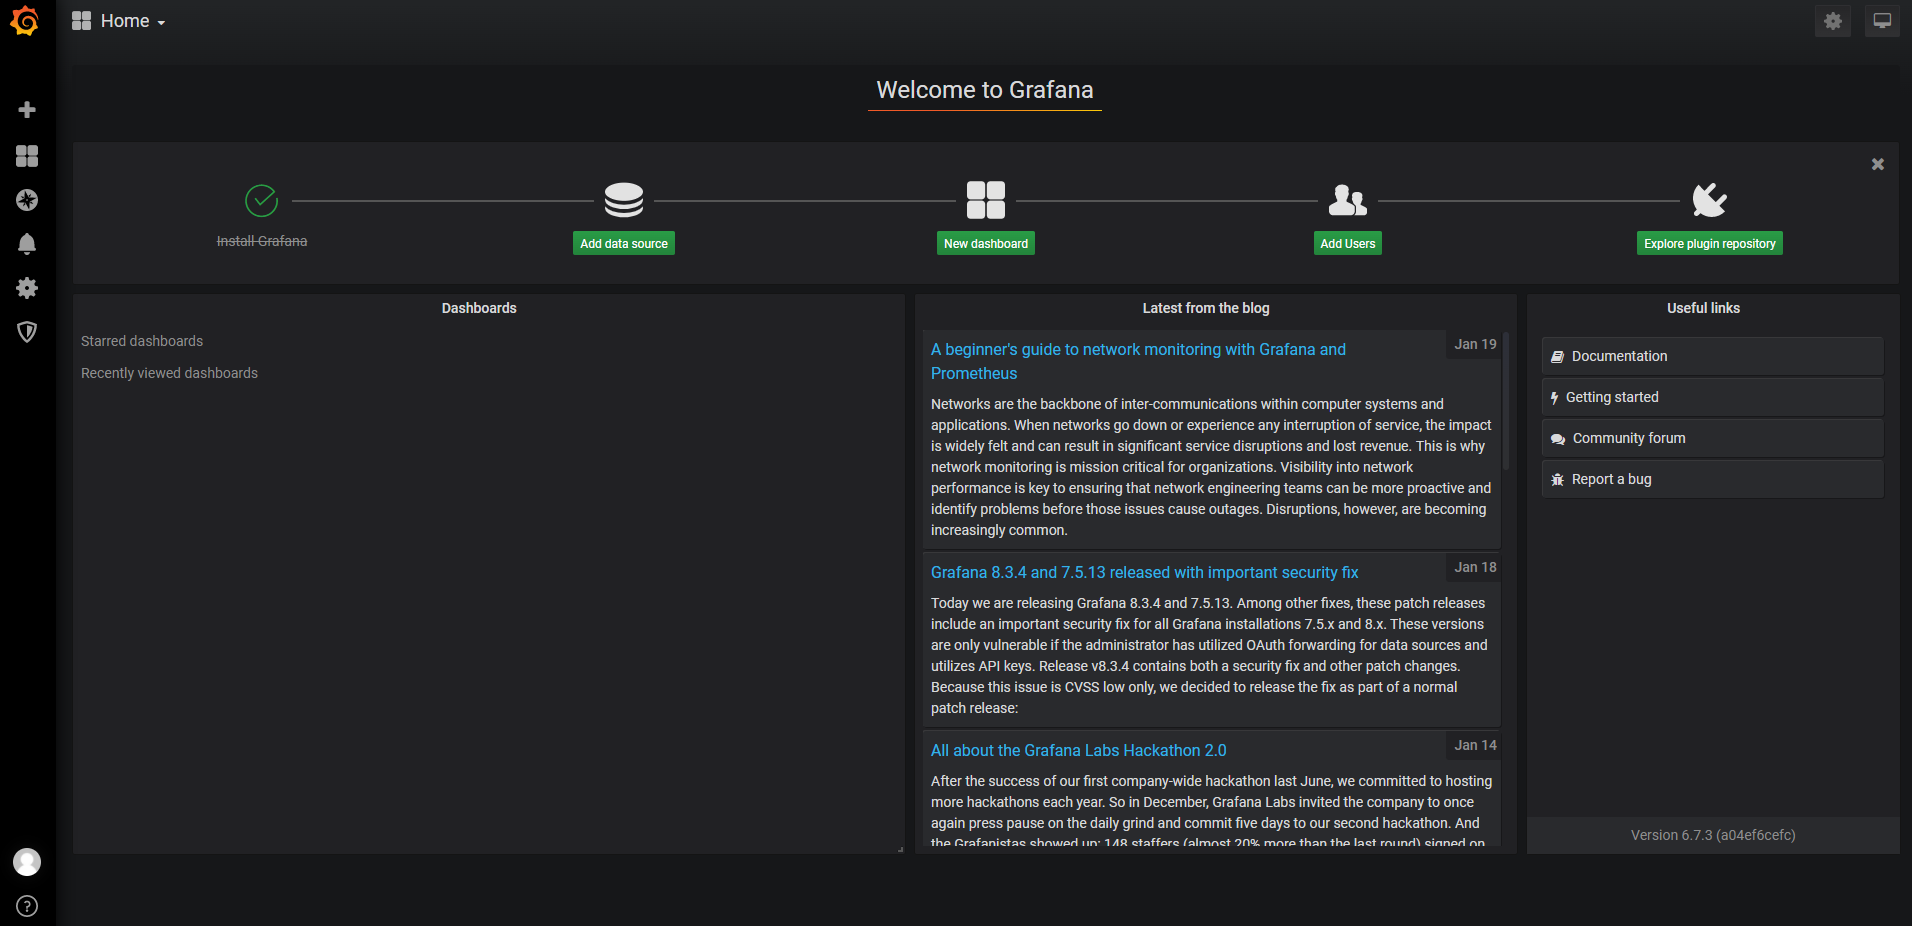 Home
Welcome to Grafana
Install Grafana
Add data source
New dashboard
Add Users
Explore plugin repository
Dashboards
Starred dashboards
Recently viewed dashboards
Latest from the blog
Jan 19
A beginner's guide to network monitoring with Grafana and
Prometheus
Networks are the backbone of inter-communications within computer systems and
applications. When networks go down or experience any interruption of service, the impact
is widely felt and can result in significant service disruptions and lost revenue. This is why
network monitoring is mission critical for organizations. Visibility into network
performance is key to ensuring that network engineering teams can be more proactive and
identify problems before those issues cause outages. Disruptions, however, are becoming
increasingly common.
Jan 18
Grafana 8.3.4 and 7.5.13 released with important security fix
Today we are releasing Grafana 8.3.4 and 7.5.13. Among other fixes, these patch releases
include an important security fix for all Grafana installations 7.5.x and 8.x. These versions
are only vulnerable if the administrator has utilized OAuth forwarding for data sources and
utilizes API keys. Release v8.3.4 contains both a security fix and other patch changes.
Because this issue is CVSS low only, we decided to release the fix as part of a normal
patch release:
Jan 14
All about the Grafana Labs Hackathon 2.0
After the success of our first company-wide hackathon last June, we committed to hosting
more hackathons each year. So in December, Grafana Labs invited the company to once
again press pause on the daily grind and commit five days to our second hackathon. And
the Grafanistas showed up: 148 staffers (almost 20% more than the last round) signed on
Useful links
Documentation
Getting started
Community forum
Report a bug
Version 6.7.3 (a04ef6cefc)